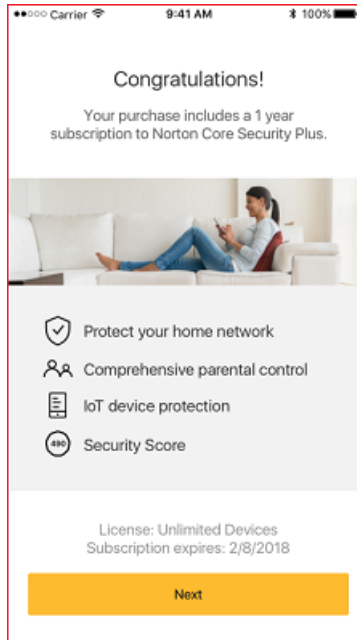 Carrier 9:41 AM 100%
Congratulations!
Your purchase includes a 1 year
subscription to Norton Core Security Plus.
Protect your home network
Comprehensive parental control
IoT device protection
490 Security Score
License: Unlimited Devices
Subscription expires: 2/8/2018
Next